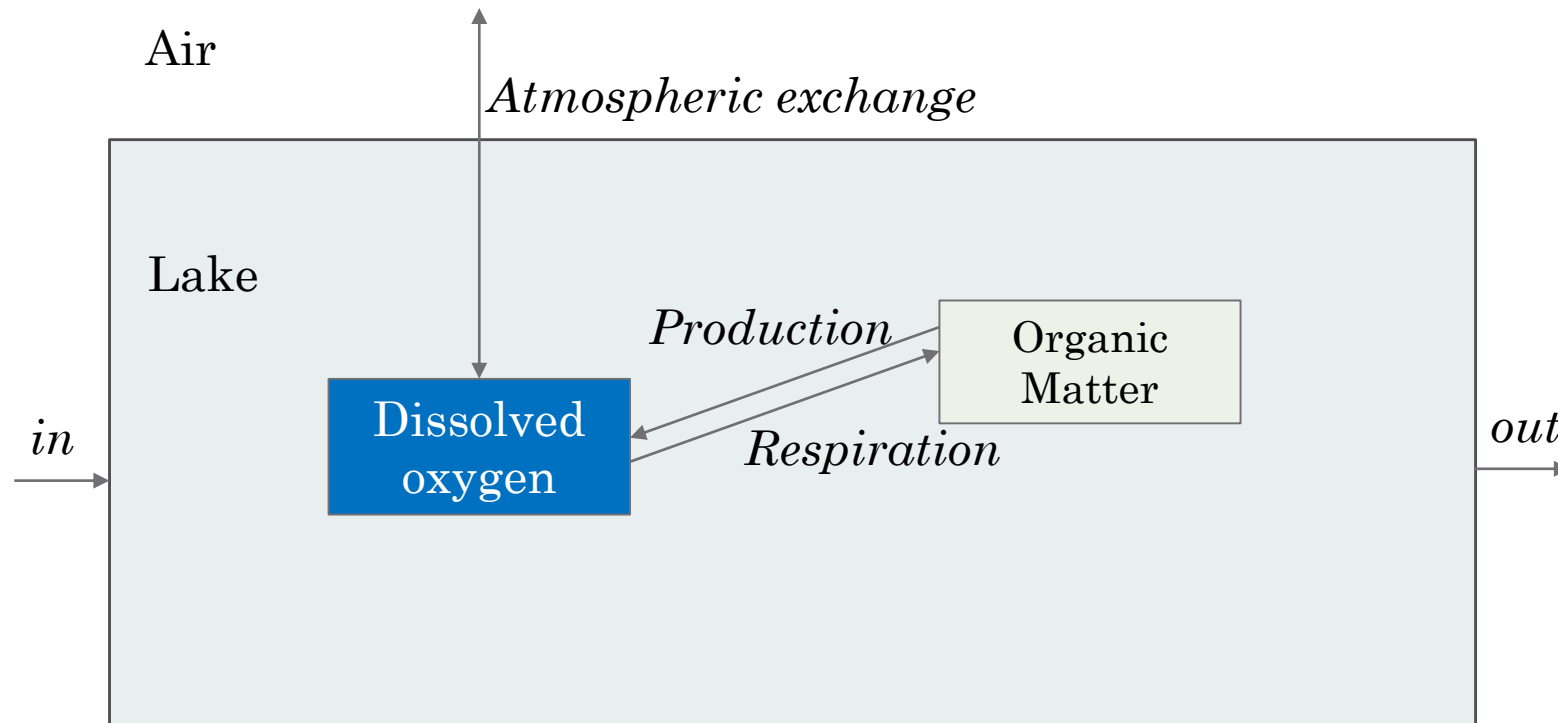 Air
Atmospheric exchange
Lake
Production
Organic
Matter
Dissolved
oxygen
Respiration
in
out